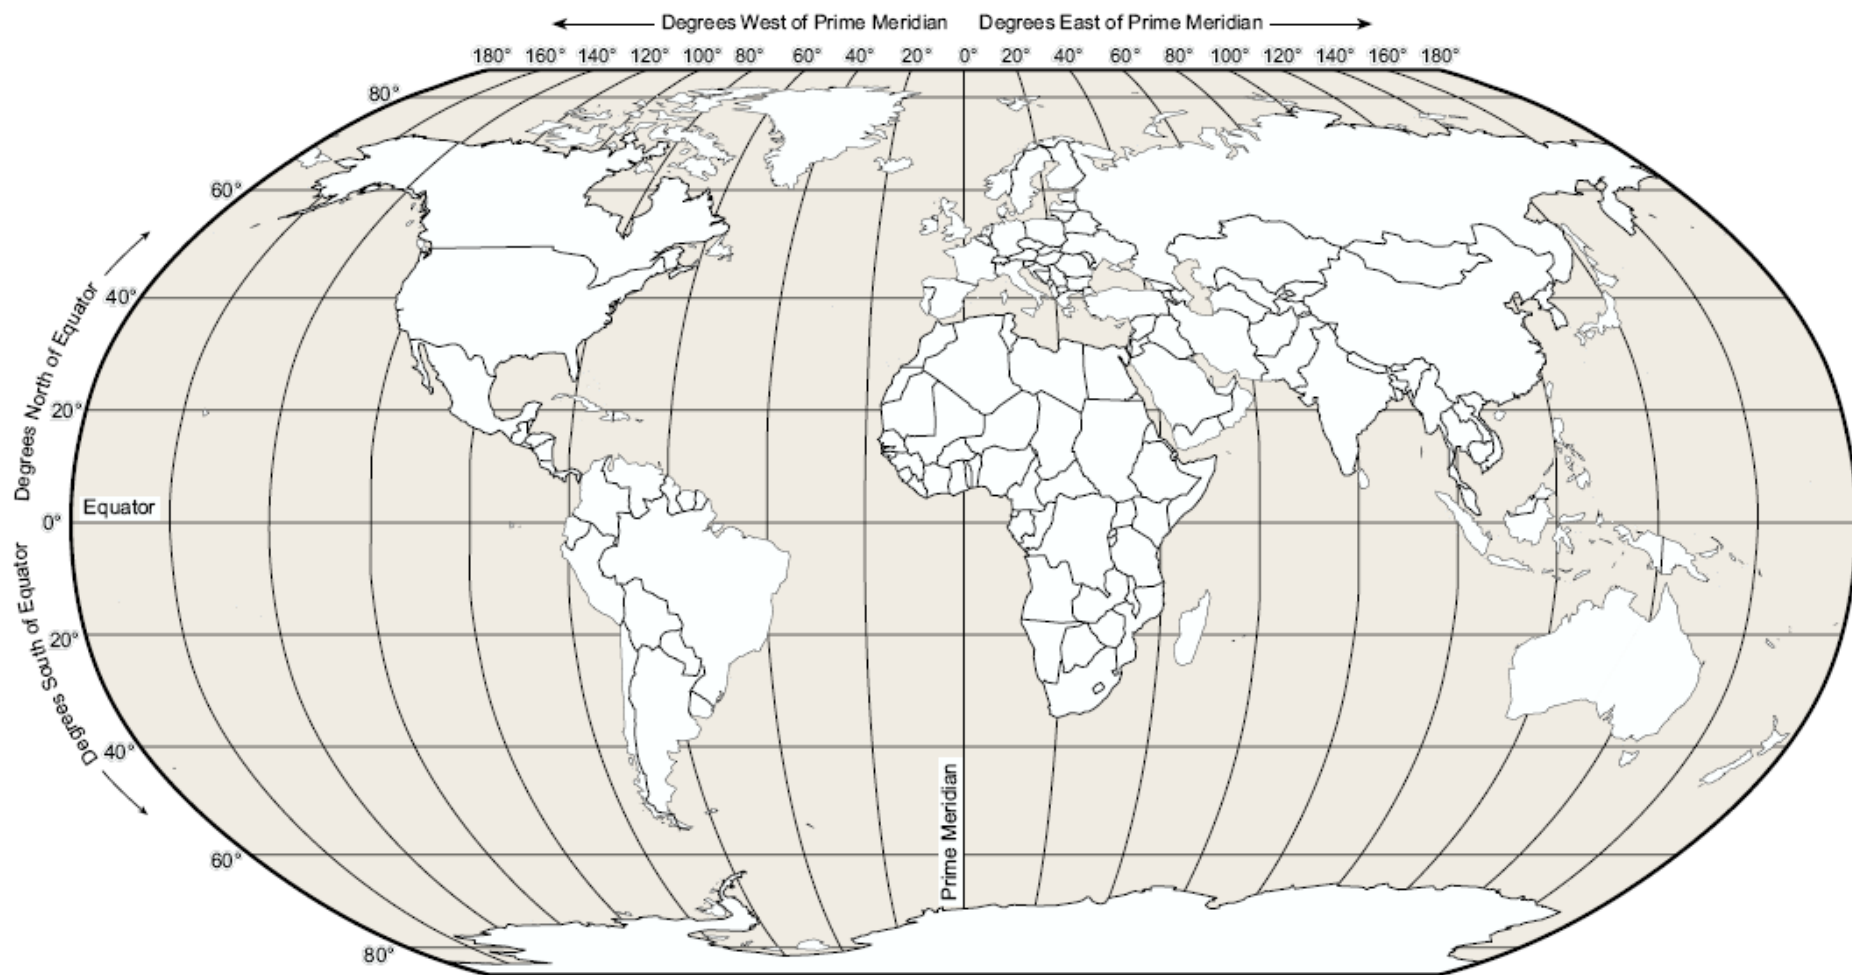 Degrees West of Prime Meridian Degrees East of Prime Meridian
180° 160° 140° 120° 100° 80° 60° 40° 20° 0° 20° 40° 60° 80° 100° 120° 140° 160° 180°
80°
60°
Degrees North of Equator
40°
20°
Equator
0°
Degrees South of Equator
20°
40°
Prime Meridian
60°
80°